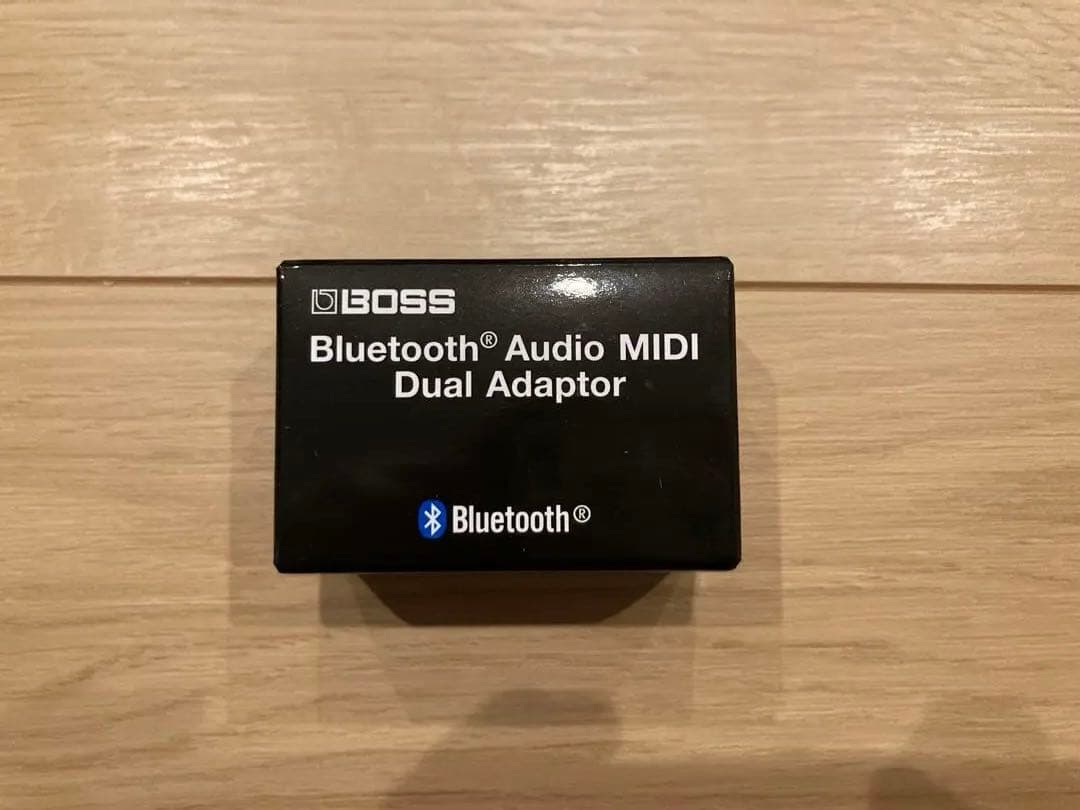 BOSS
Bluetooth® Audio MIDI
Dual Adaptor
Bluetooth®